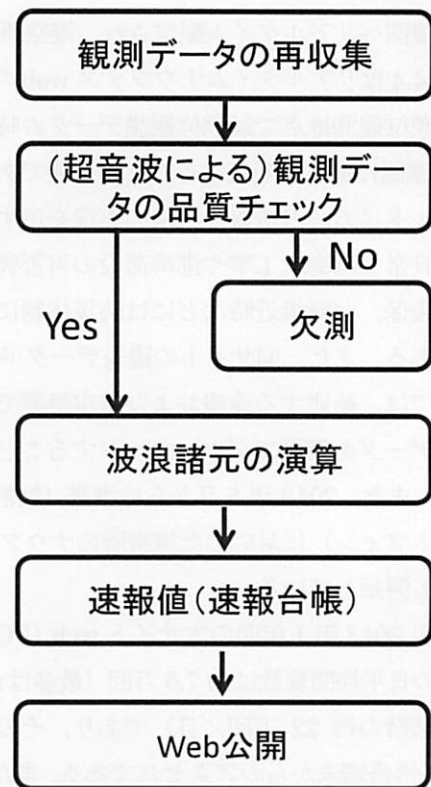 観測データの再収集
(超音波による)観測デー
タの品質チェック
No
Yes
欠測
波浪諸元の演算
速報値(速報台帳)
Web公開